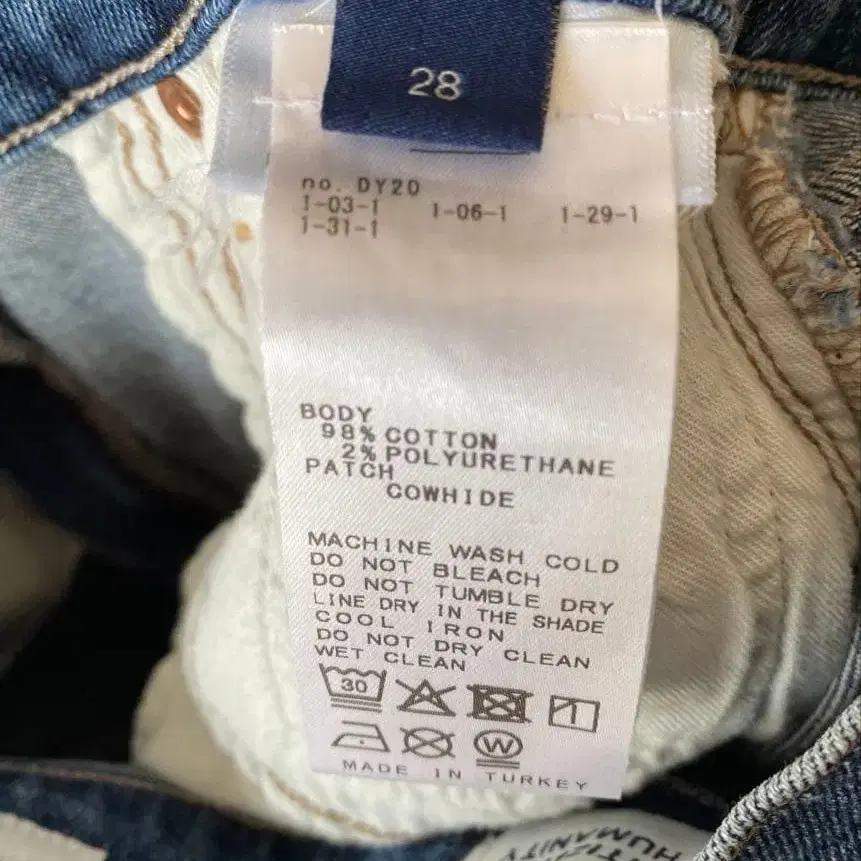 28
no. DY20
1-03-1 1-06-1 1-29-1
1-31-1
BODY
98% COTTON
2% POLYURETHANE
PATCH
COWHIDE
MACHINE WASH COLD
DO NOT BLEACH
DO NOT TUMBLE DRY
LINE DRY IN THE SHADE
COOL IRON
DO NOT DRY CLEAN
WET CLEAN
30
W
MADE IN TURKEY
HUMANITY